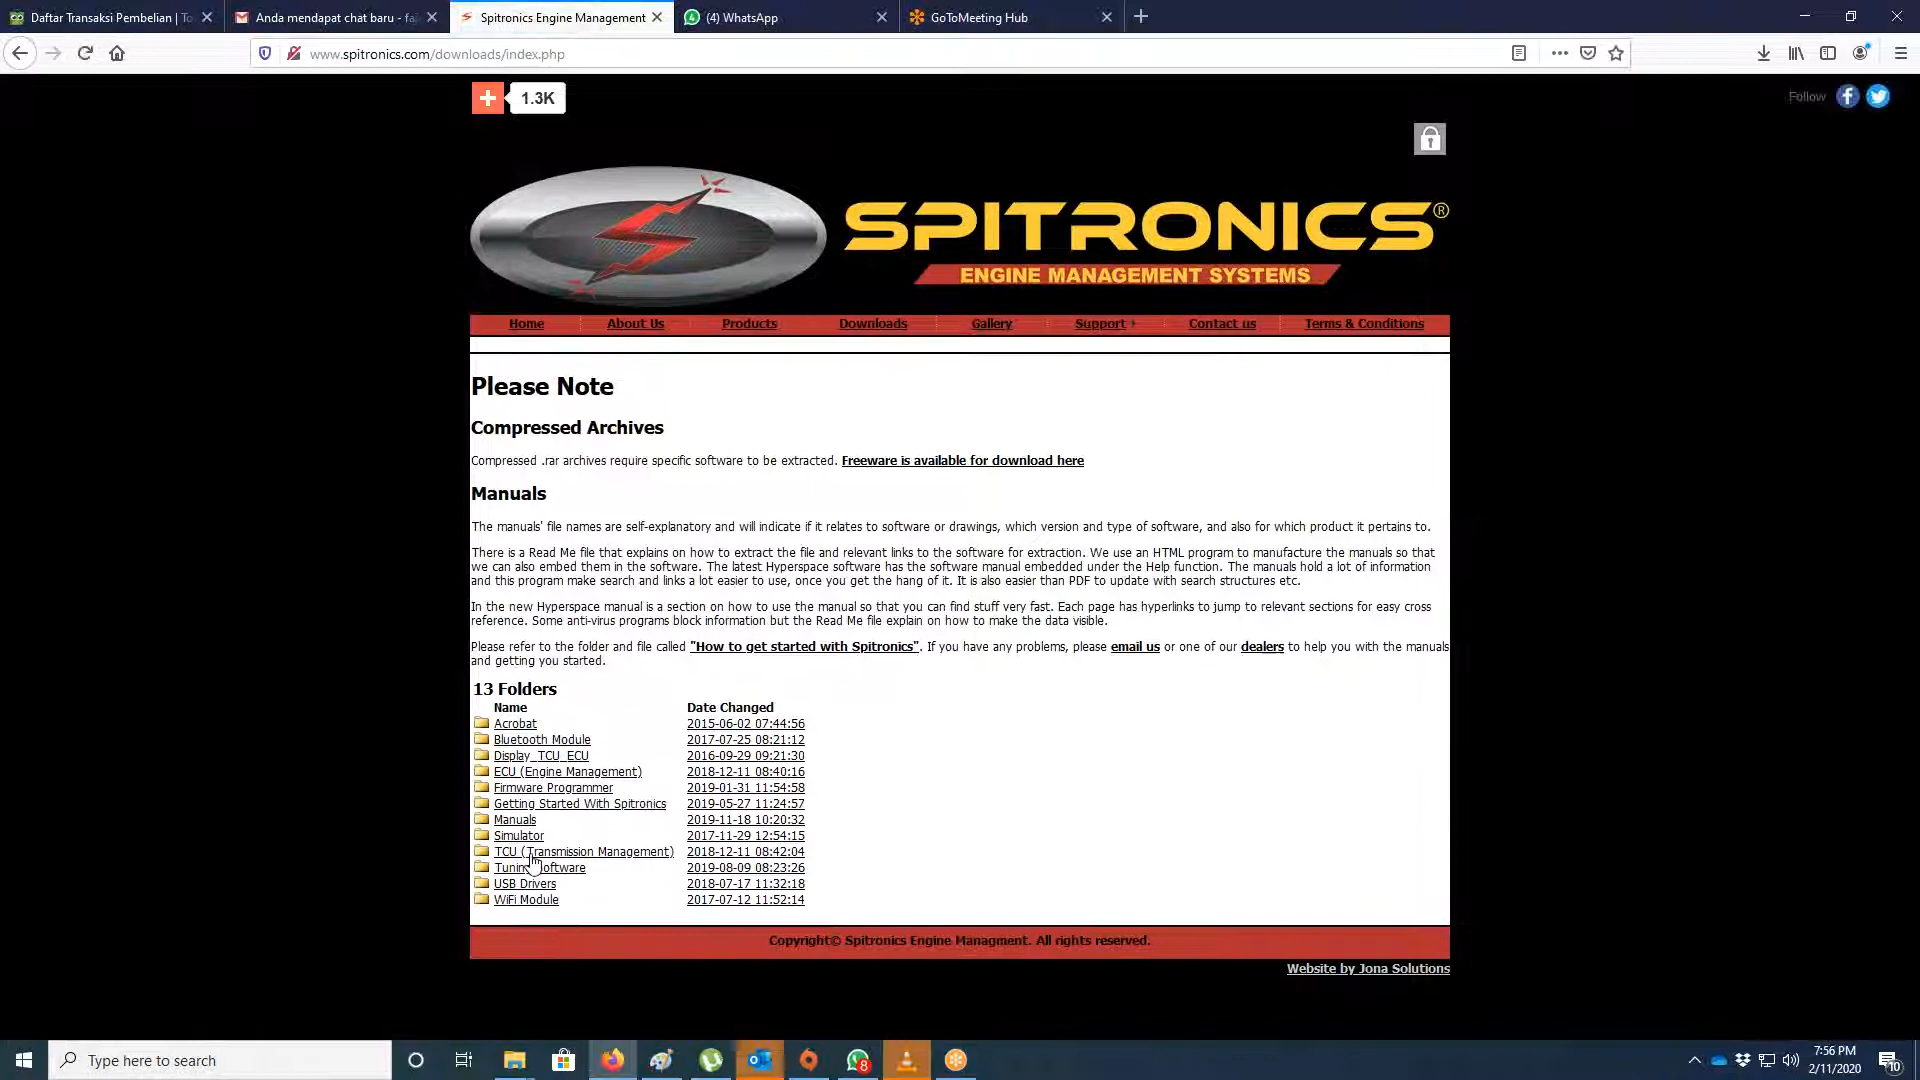 Daftar Transaksi Pembelian | To
Anda mendapat chat baru - fa
Spitronics Engine Management
(4) WhatsApp
GoToMeeting Hub
www.spitronics.com/downloads/index.php
1.3K
Follow
SPITRONICS®
ENGINE MANAGEMENT SYSTEMS
Home About Us Products Downloads Gallery Support Contact us Terms & Conditions
Please Note
Compressed Archives
Compressed .rar archives require specific software to be extracted. Freeware is available for download here
Manuals
The manuals' file names are self-explanatory and will indicate if it relates to software or drawings, which version and type of software, and also for which product it pertains to.
There is a Read Me file that explains on how to extract the file and relevant links to the software for extraction. We use an HTML program to manufacture the manuals so that
we can also embed them in the software. The latest Hyperspace software has the software manual embedded under the Help function. The manuals hold a lot of information
and this program make search and links a lot easier to use, once you get the hang of it. It is also easier than PDF to update with search structures etc.
In the new Hyperspace manual is a section on how to use the manual so that you can find stuff very fast. Each page has hyperlinks to jump to relevant sections for easy cross
reference. Some anti-virus programs block information but the Read Me file explain on how to make the data visible.
Please refer to the folder and file called "How to get started with Spitronics". If you have any problems, please email us or one of our dealers to help you with the manuals
and getting you started.
13 Folders
Name Date Changed
Acrobat 2015-06-02 07:44:56
Bluetooth Module 2017-07-25 08:21:12
Display_TCU_ECU 2016-09-29 09:21:30
ECU (Engine Management) 2018-12-11 08:40:16
Firmware Programmer 2019-01-31 11:54:58
Getting Started With Spitronics 2019-05-27 11:24:57
Manuals 2019-11-18 10:20:32
Simulator 2017-11-29 12:54:15
TCU (Transmission Management) 2018-12-11 08:42:04
Tuning Software 2019-08-09 08:23:26
USB Drivers 2018-07-17 11:32:18
WiFi Module 2017-07-12 11:52:14
Copyright© Spitronics Engine Managment. All rights reserved.
Website by Jona Solutions
Type here to search
8
7:56 PM
2/11/2020
10